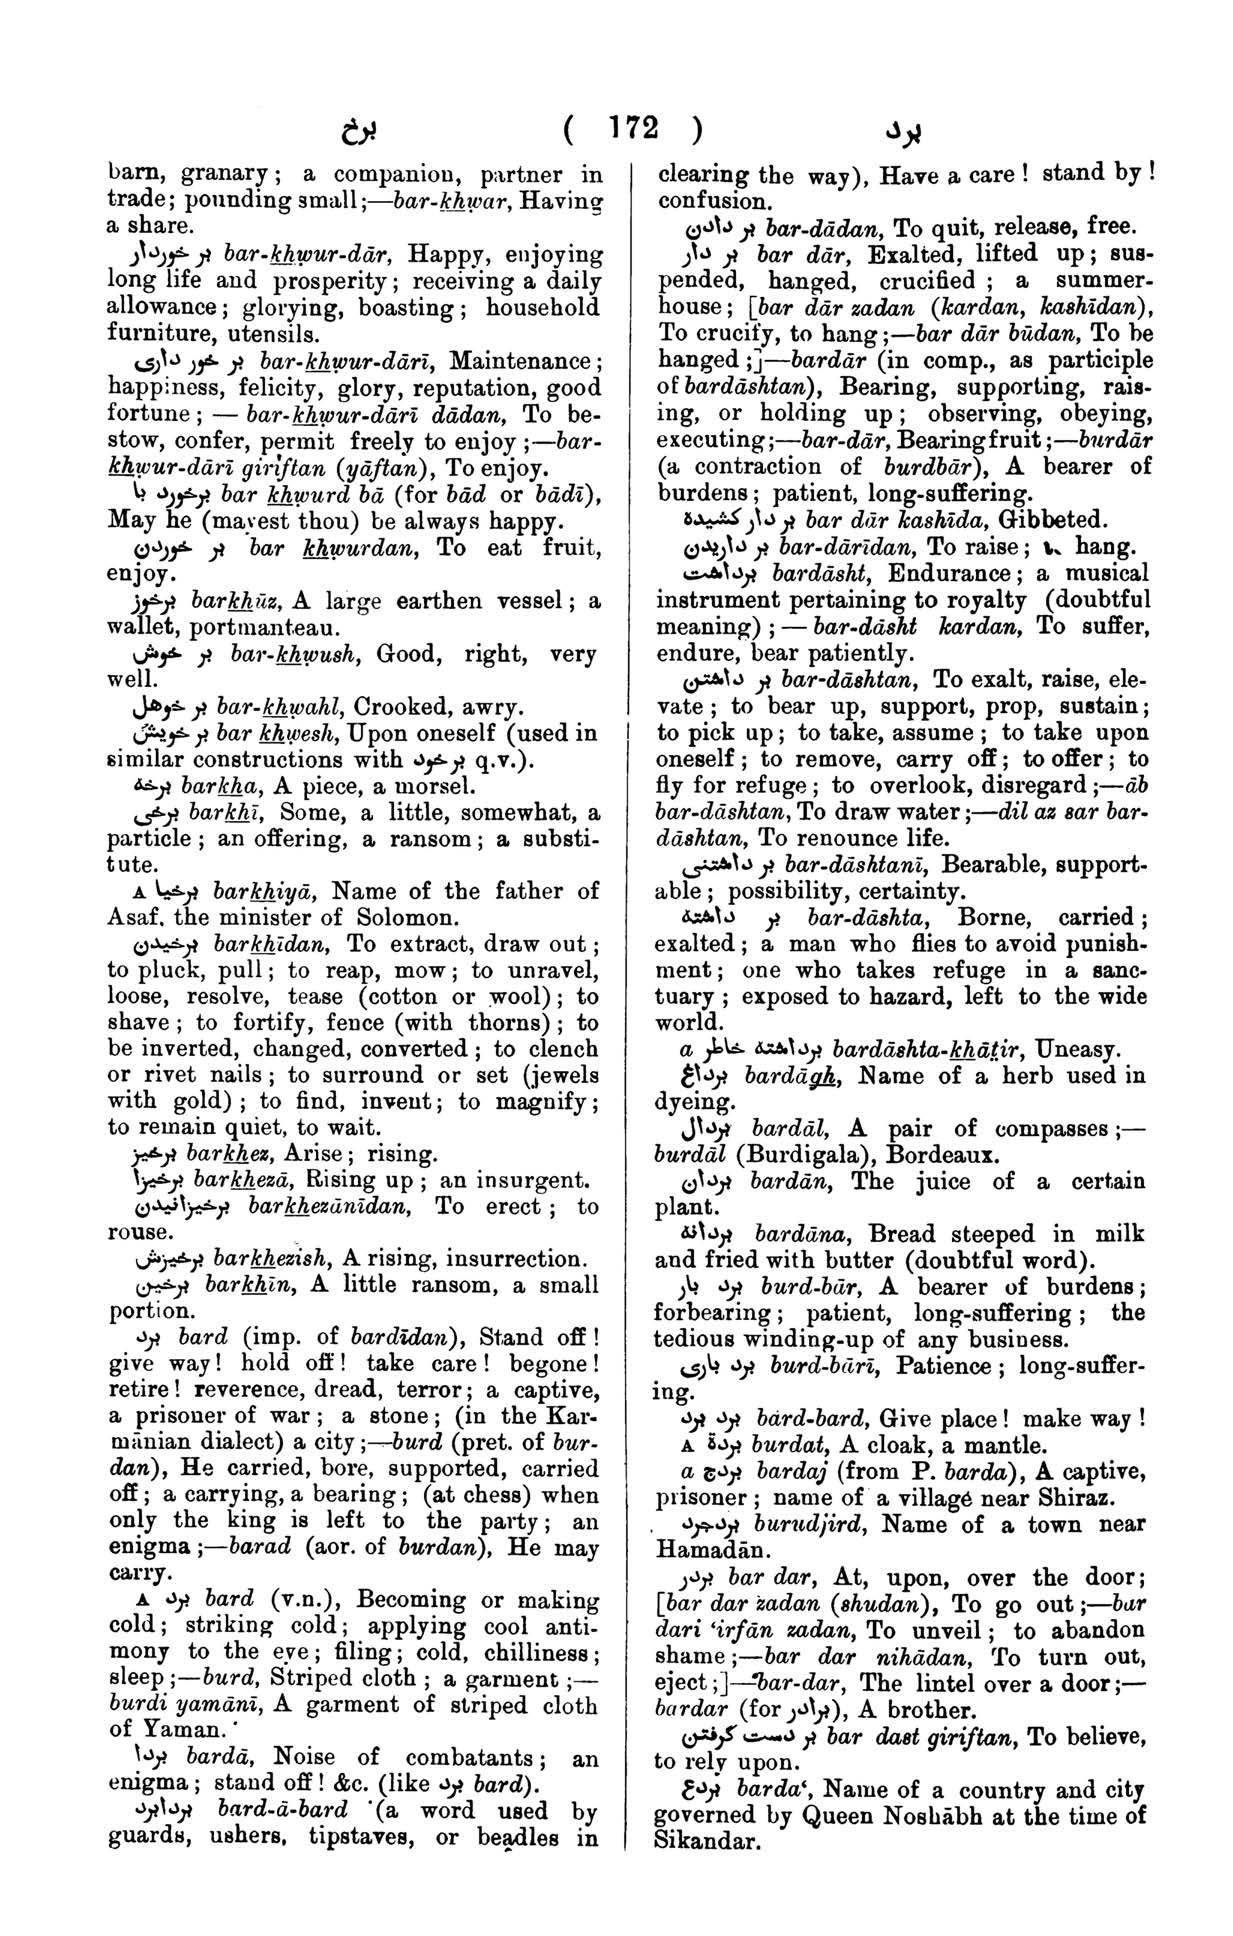 برخ ( 172 ) برد
barn, granary; a companion, partner in
trade; pounding small;—bar-khwar, Having
a share.
بر خوردار bar-khwur-dār, Happy, enjoying
long life and prosperity; receiving a daily
allowance; glorying, boasting; household
furniture, utensils.
بر خور داری bar-khwur-dārī, Maintenance;
happiness, felicity, glory, reputation, good
fortune; — bar-khwur-dārī dādan, To be-
stow, confer, permit freely to enjoy;—bar-
khwur-dārī giriftan (yāftan), To enjoy.
برخورد با bar khwurd bā (for bād or bādī),
May he (mayest thou) be always happy.
بر خوردن bar khwurdan, To eat fruit,
enjoy.
برخوز barkhūz, A large earthen vessel; a
wallet, portmanteau.
بر خوش bar-khwush, Good, right, very
well.
بر خوهل bar-khwahl, Crooked, awry.
بر خویش bar khwesh, Upon oneself (used in
similar constructions with بر خود q.v.).
برخه barkha, A piece, a morsel.
برخی barkhī, Some, a little, somewhat, a
particle; an offering, a ransom; a substi-
tute.
A برخیا barkhiyā, Name of the father of
Asaf, the minister of Solomon.
برخیدن barkhīdan, To extract, draw out;
to pluck, pull; to reap, mow; to unravel,
loose, resolve, tease (cotton or wool); to
shave; to fortify, fence (with thorns); to
be inverted, changed, converted; to clench
or rivet nails; to surround or set (jewels
with gold); to find, invent; to magnify;
to remain quiet, to wait.
برخیز barkhez, Arise; rising.
برخیزا barkhezā, Rising up; an insurgent.
برخیزانیدن barkhezānīdan, To erect; to
rouse.
برخیزش barkhezish, A rising, insurrection.
برخین barkhīn, A little ransom, a small
portion.
برد bard (imp. of bardīdan), Stand off!
give way! hold off! take care! begone!
retire! reverence, dread, terror; a captive,
a prisoner of war; a stone; (in the Kar-
mānian dialect) a city;—burd (pret. of bur-
dan), He carried, bore, supported, carried
off; a carrying, a bearing; (at chess) when
only the king is left to the party; an
enigma;—barad (aor. of burdan), He may
carry.
A برد bard (v.n.), Becoming or making
cold; striking cold; applying cool anti-
mony to the eye; filing; cold, chilliness;
sleep;—burd, Striped cloth; a garment;—
burdi yamānī, A garment of striped cloth
of Yaman.
بردا bardā, Noise of combatants; an
enigma; stand off! &c. (like برد bard).
بردابرد bard-ā-bard (a word used by
guards, ushers, tipstaves, or beadles in
clearing the way), Have a care! stand by!
confusion.
بر دادن bar-dādan, To quit, release, free.
بر دار bar dār, Exalted, lifted up; sus-
pended, hanged, crucified; a summer-
house; [bar dār zadan (kardan, kashīdan),
To crucify, to hang;—bar dār būdan, To be
hanged;]—bardār (in comp., as participle
of bardāshtan), Bearing, supporting, rais-
ing, or holding up; observing, obeying,
executing;—bar-dār, Bearing fruit;—burdār
(a contraction of burdbār), A bearer of
burdens; patient, long-suffering.
بر دار کشیده bar dār kashīda, Gibbeted.
بر داریدن bar-dārīdan, To raise; hang.
برداشت bardāsht, Endurance; a musical
instrument pertaining to royalty (doubtful
meaning); — bar-dāsht kardan, To suffer,
endure, bear patiently.
بر داشتن bar-dāshtan, To exalt, raise, ele-
vate; to bear up, support, prop, sustain;
to pick up; to take, assume; to take upon
oneself; to remove, carry off; to offer; to
fly for refuge; to overlook, disregard;—āb
bar-dāshtan, To draw water;—dil az sar bar-
dāshtan, To renounce life.
بر داشتنی bar-dāshtanī, Bearable, support-
able; possibility, certainty.
بر داشته bar-dāshta, Borne, carried;
exalted; a man who flies to avoid punish-
ment; one who takes refuge in a sanc-
tuary; exposed to hazard, left to the wide
world.
a برداشته خاطر bardāshta-khāṭir, Uneasy.
برداغ bardāgh, Name of a herb used in
dyeing.
بردال bardāl, A pair of compasses;—
burdāl (Burdigala), Bordeaux.
بردان bardān, The juice of a certain
plant.
بردانه bardāna, Bread steeped in milk
and fried with butter (doubtful word).
برد بار burd-bār, A bearer of burdens;
forbearing; patient, long-suffering; the
tedious winding-up of any business.
برد باری burd-bārī, Patience; long-suffer-
ing.
برد برد bard-bard, Give place! make way!
A بردة burdat, A cloak, a mantle.
a بردج bardaj (from P. barda), A captive,
prisoner; name of a village near Shiraz.
بردجرد burudjird, Name of a town near
Hamadān.
بردر bar dar, At, upon, over the door;
[bar dar zadan (shudan), To go out;—bar
dari ‘irfān zadan, To unveil; to abandon
shame;—bar dar nihādan, To turn out,
eject;]—bar-dar, The lintel over a door;—
bardar (for برادر), A brother.
بر دست گرفتن bar dast giriftan, To believe,
to rely upon.
بردع barda‘, Name of a country and city
governed by Queen Noshābh at the time of
Sikandar.